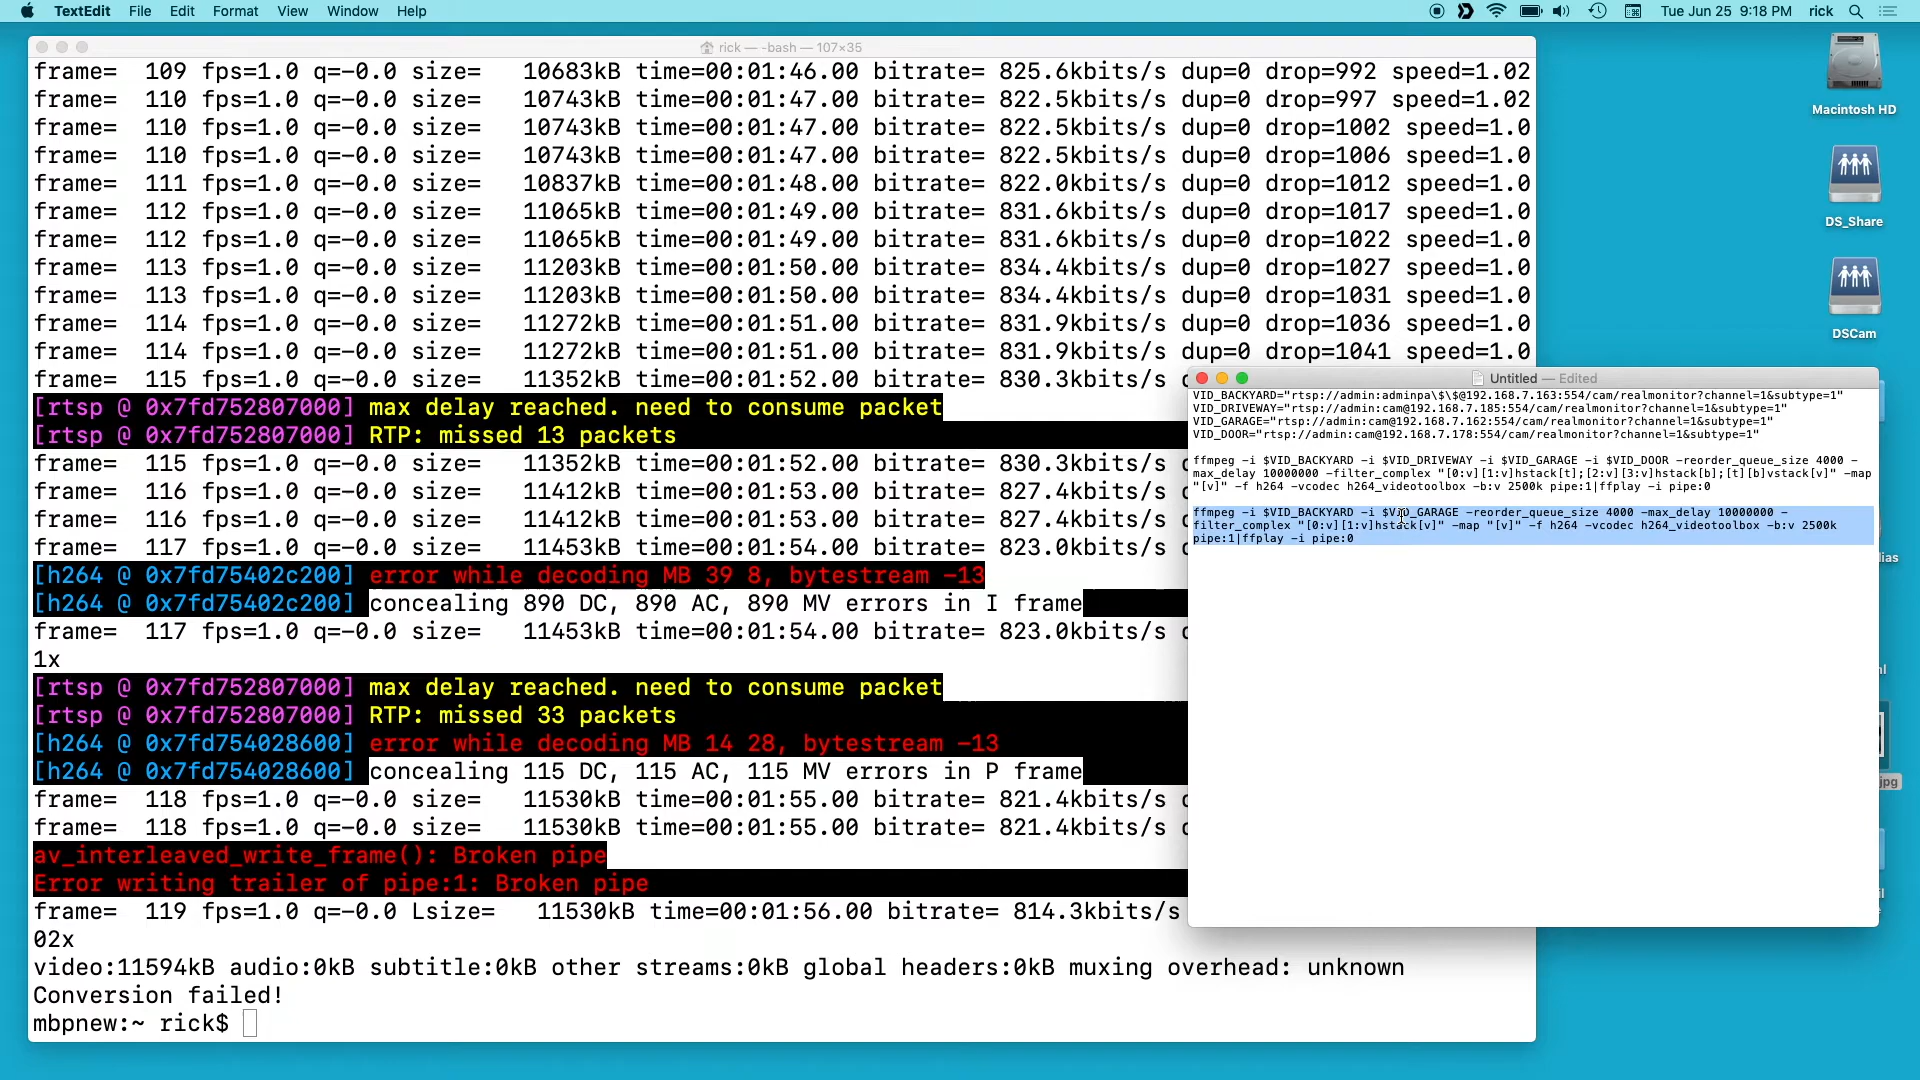 TextEdit File Edit Format View Window Help
Tue Jun 25 9:18 PM rick
rick — -bash — 107×35
frame= 109 fps=1.0 q=-0.0 size= 10683kB time=00:01:46.00 bitrate= 825.6kbits/s dup=0 drop=992 speed=1.02
frame= 110 fps=1.0 q=-0.0 size= 10743kB time=00:01:47.00 bitrate= 822.5kbits/s dup=0 drop=997 speed=1.02
frame= 110 fps=1.0 q=-0.0 size= 10743kB time=00:01:47.00 bitrate= 822.5kbits/s dup=0 drop=1002 speed=1.0
frame= 110 fps=1.0 q=-0.0 size= 10743kB time=00:01:47.00 bitrate= 822.5kbits/s dup=0 drop=1006 speed=1.0
frame= 111 fps=1.0 q=-0.0 size= 10837kB time=00:01:48.00 bitrate= 822.0kbits/s dup=0 drop=1012 speed=1.0
frame= 112 fps=1.0 q=-0.0 size= 11065kB time=00:01:49.00 bitrate= 831.6kbits/s dup=0 drop=1017 speed=1.0
frame= 112 fps=1.0 q=-0.0 size= 11065kB time=00:01:49.00 bitrate= 831.6kbits/s dup=0 drop=1022 speed=1.0
frame= 113 fps=1.0 q=-0.0 size= 11203kB time=00:01:50.00 bitrate= 834.4kbits/s dup=0 drop=1027 speed=1.0
frame= 113 fps=1.0 q=-0.0 size= 11203kB time=00:01:50.00 bitrate= 834.4kbits/s dup=0 drop=1031 speed=1.0
frame= 114 fps=1.0 q=-0.0 size= 11272kB time=00:01:51.00 bitrate= 831.9kbits/s dup=0 drop=1036 speed=1.0
frame= 114 fps=1.0 q=-0.0 size= 11272kB time=00:01:51.00 bitrate= 831.9kbits/s dup=0 drop=1041 speed=1.0
frame= 115 fps=1.0 q=-0.0 size= 11352kB time=00:01:52.00 bitrate= 830.3kbits/s
[rtsp @ 0x7fd752807000] max delay reached. need to consume packet
[rtsp @ 0x7fd752807000] RTP: missed 13 packets
frame= 115 fps=1.0 q=-0.0 size= 11352kB time=00:01:52.00 bitrate= 830.3kbits/s
frame= 116 fps=1.0 q=-0.0 size= 11412kB time=00:01:53.00 bitrate= 827.4kbits/s
frame= 116 fps=1.0 q=-0.0 size= 11412kB time=00:01:53.00 bitrate= 827.4kbits/s
frame= 117 fps=1.0 q=-0.0 size= 11453kB time=00:01:54.00 bitrate= 823.0kbits/s
[h264 @ 0x7fd75402c200] error while decoding MB 39 8, bytestream -13
[h264 @ 0x7fd75402c200] concealing 890 DC, 890 AC, 890 MV errors in I frame
frame= 117 fps=1.0 q=-0.0 size= 11453kB time=00:01:54.00 bitrate= 823.0kbits/s
1x
[rtsp @ 0x7fd752807000] max delay reached. need to consume packet
[rtsp @ 0x7fd752807000] RTP: missed 33 packets
[h264 @ 0x7fd754028600] error while decoding MB 14 28, bytestream -13
[h264 @ 0x7fd754028600] concealing 115 DC, 115 AC, 115 MV errors in P frame
frame= 118 fps=1.0 q=-0.0 size= 11530kB time=00:01:55.00 bitrate= 821.4kbits/s
frame= 118 fps=1.0 q=-0.0 size= 11530kB time=00:01:55.00 bitrate= 821.4kbits/s
av_interleaved_write_frame(): Broken pipe
Error writing trailer of pipe:1: Broken pipe
frame= 119 fps=1.0 q=-0.0 Lsize= 11530kB time=00:01:56.00 bitrate= 814.3kbits/s
02x
video:11594kB audio:0kB subtitle:0kB other streams:0kB global headers:0kB muxing overhead: unknown
Conversion failed!
mbpnew:~ rick$
Untitled — Edited
VID_BACKYARD="rtsp://admin:adminpa\$\$@192.168.7.163:554/cam/realmonitor?channel=1&subtype=1"
VID_DRIVEWAY="rtsp://admin:cam@192.168.7.185:554/cam/realmonitor?channel=1&subtype=1"
VID_GARAGE="rtsp://admin:cam@192.168.7.162:554/cam/realmonitor?channel=1&subtype=1"
VID_DOOR="rtsp://admin:cam@192.168.7.178:554/cam/realmonitor?channel=1&subtype=1"
ffmpeg -i $VID_BACKYARD -i $VID_DRIVEWAY -i $VID_GARAGE -i $VID_DOOR -reorder_queue_size 4000 -
max_delay 10000000 -filter_complex "[0:v][1:v]hstack[t];[2:v][3:v]hstack[b];[t][b]vstack[v]" -map
"[v]" -f h264 -vcodec h264_videotoolbox -b:v 2500k pipe:1|ffplay -i pipe:0
ffmpeg -i $VID_BACKYARD -i $VID_GARAGE -reorder_queue_size 4000 -max_delay 10000000 -
filter_complex "[0:v][1:v]hstack[v]" -map "[v]" -f h264 -vcodec h264_videotoolbox -b:v 2500k
pipe:1|ffplay -i pipe:0
Macintosh HD
DS_Share
DSCam
ias
jpg